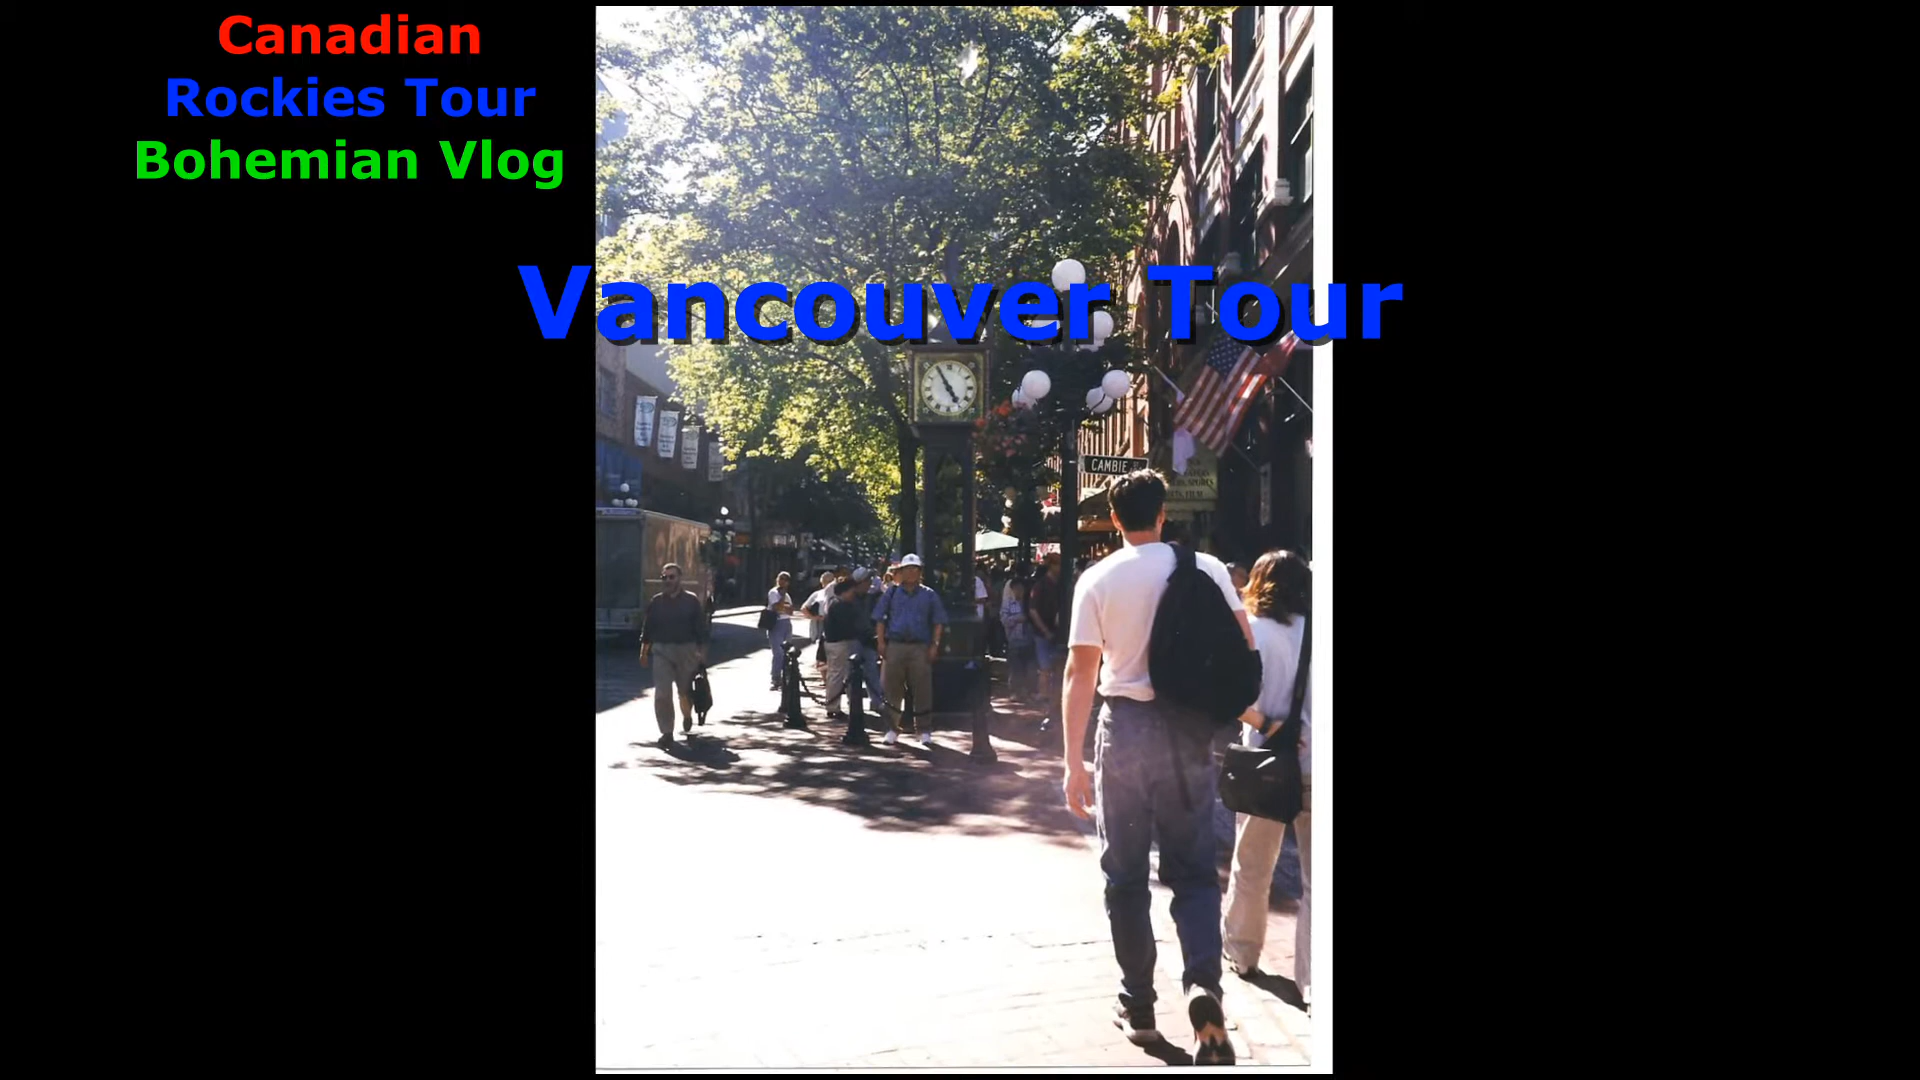 Canadian
Rockies Tour
Bohemian Vlog
Vancouver Tour
CAMBIE